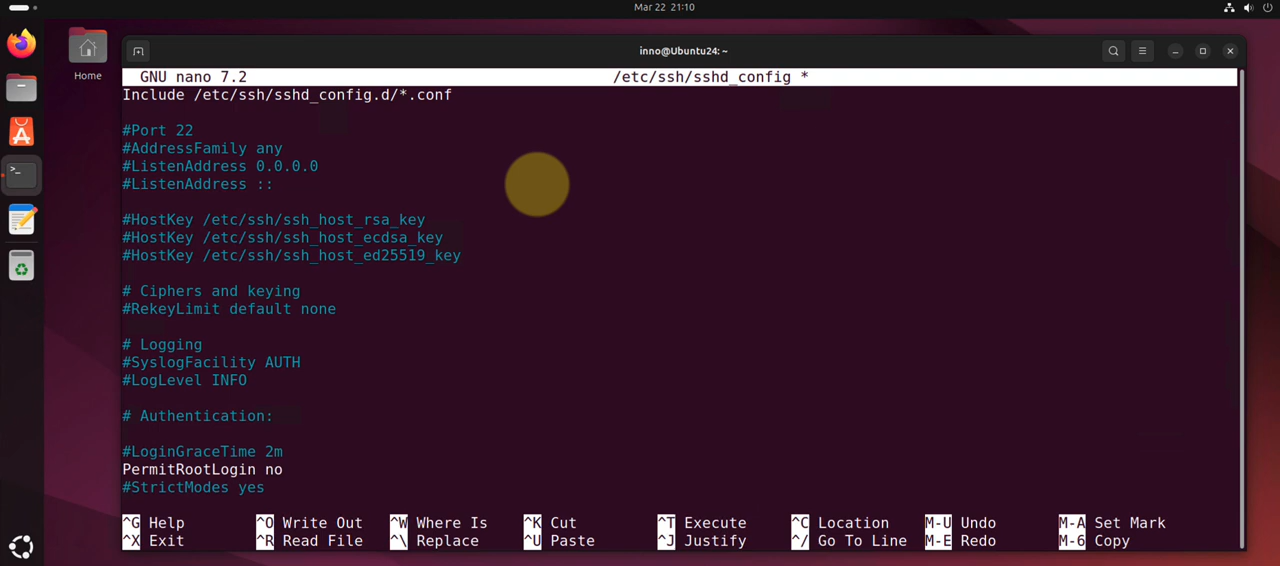 Mar 22 21:10
inno@Ubuntu24: ~
Home
GNU nano 7.2 /etc/ssh/sshd_config *
Include /etc/ssh/sshd_config.d/*.conf
#Port 22
#AddressFamily any
#ListenAddress 0.0.0.0
#ListenAddress ::
#HostKey /etc/ssh/ssh_host_rsa_key
#HostKey /etc/ssh/ssh_host_ecdsa_key
#HostKey /etc/ssh/ssh_host_ed25519_key
# Ciphers and keying
#RekeyLimit default none
# Logging
#SyslogFacility AUTH
#LogLevel INFO
# Authentication:
#LoginGraceTime 2m
PermitRootLogin no
#StrictModes yes
^G Help ^O Write Out ^W Where Is ^K Cut ^T Execute ^C Location M-U Undo M-A Set Mark
^X Exit ^R Read File ^\ Replace ^U Paste ^J Justify ^/ Go To Line M-E Redo M-6 Copy